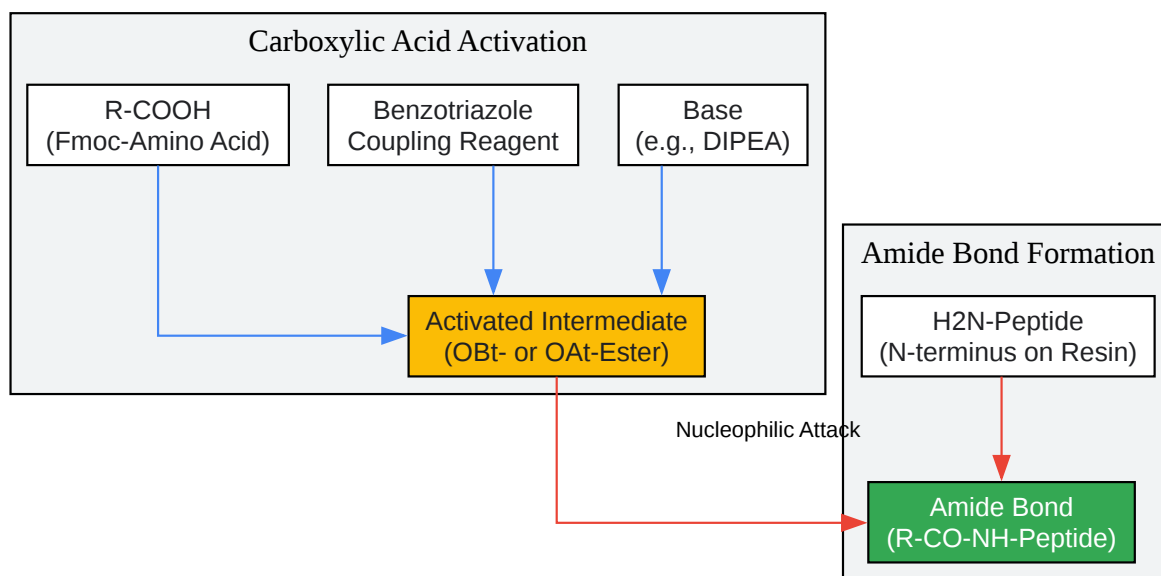 Carboxylic Acid Activation
R-COOH
(Fmoc-Amino Acid)
Benzotriazole
Coupling Reagent
Base
(e.g., DIPEA)
Activated Intermediate
(OBt- or OAt-Ester)
Amide Bond Formation
H2N-Peptide
(N-terminus on Resin)
Nucleophilic Attack
Amide Bond
(R-CO-NH-Peptide)